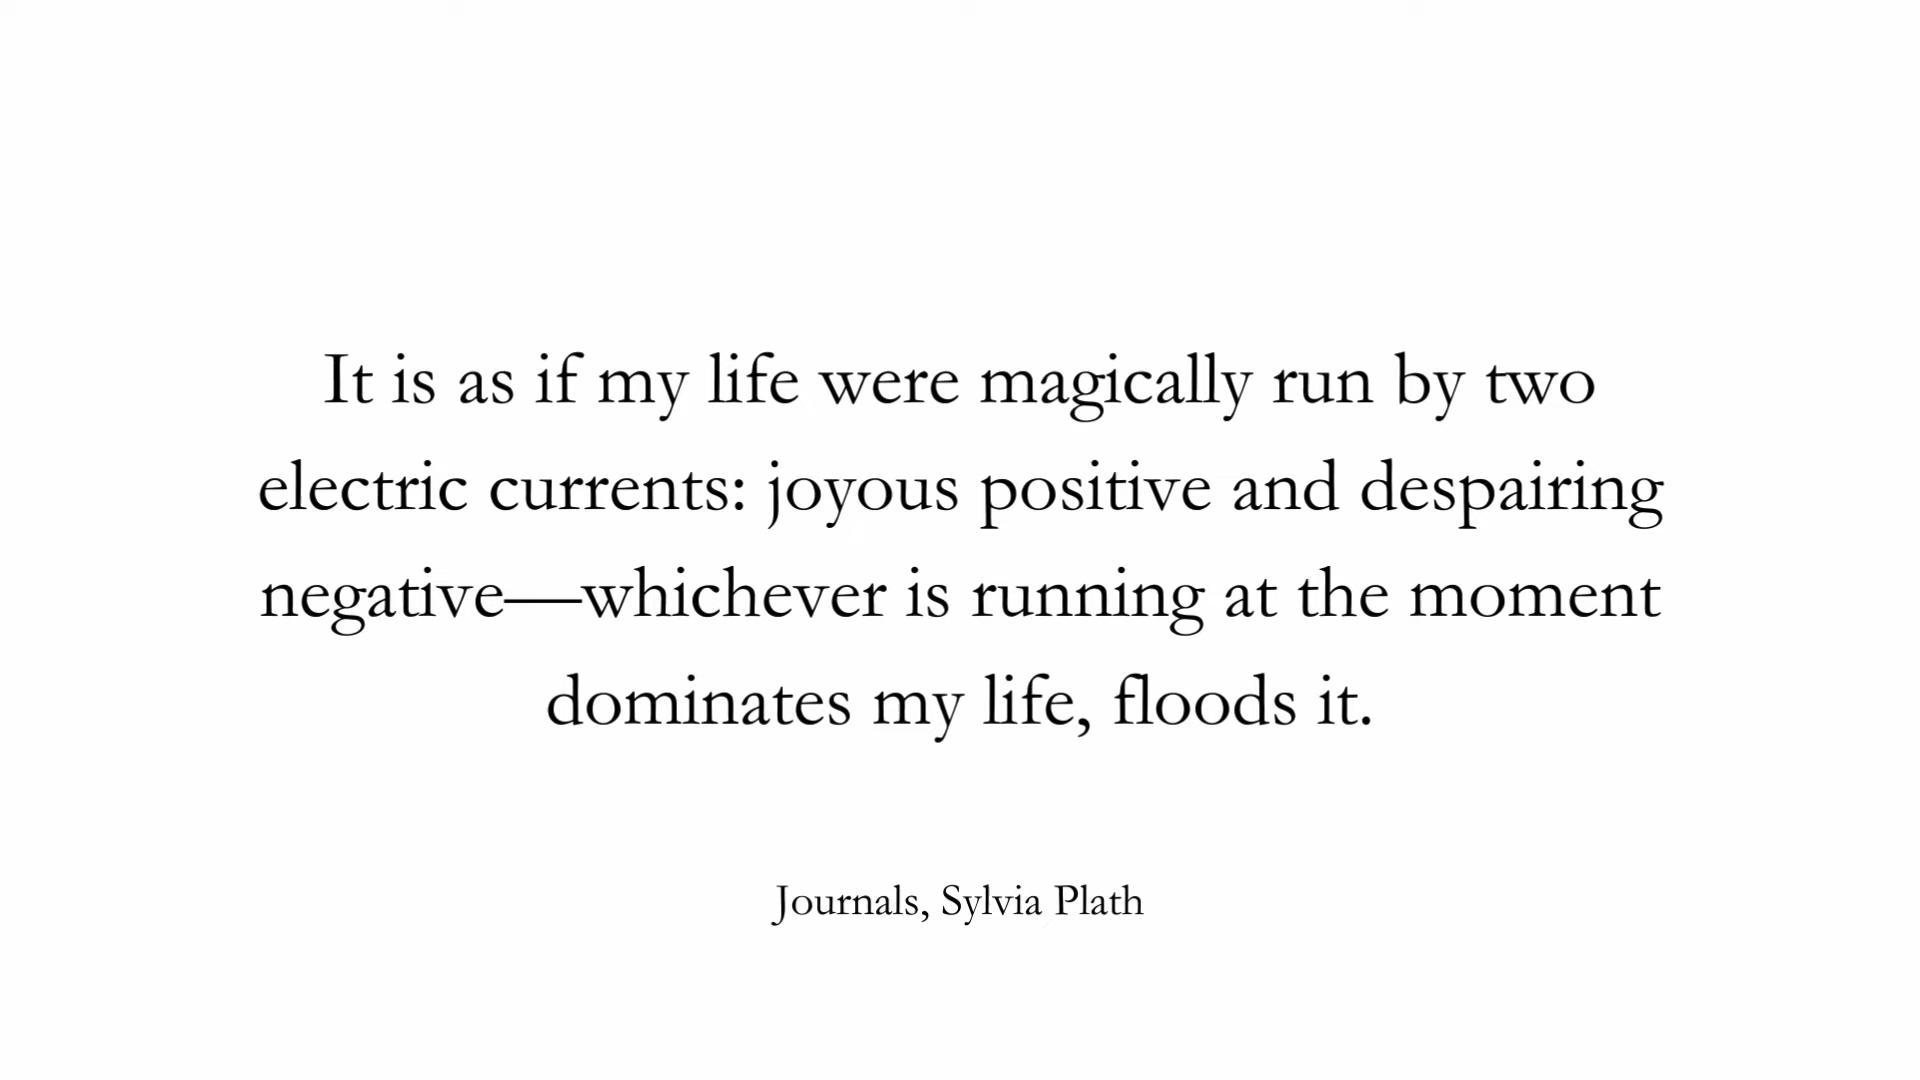 It is as if my life were magically run by two
electric currents: joyous positive and despairing
negative—whichever is running at the moment
dominates my life, floods it.
Journals, Sylvia Plath